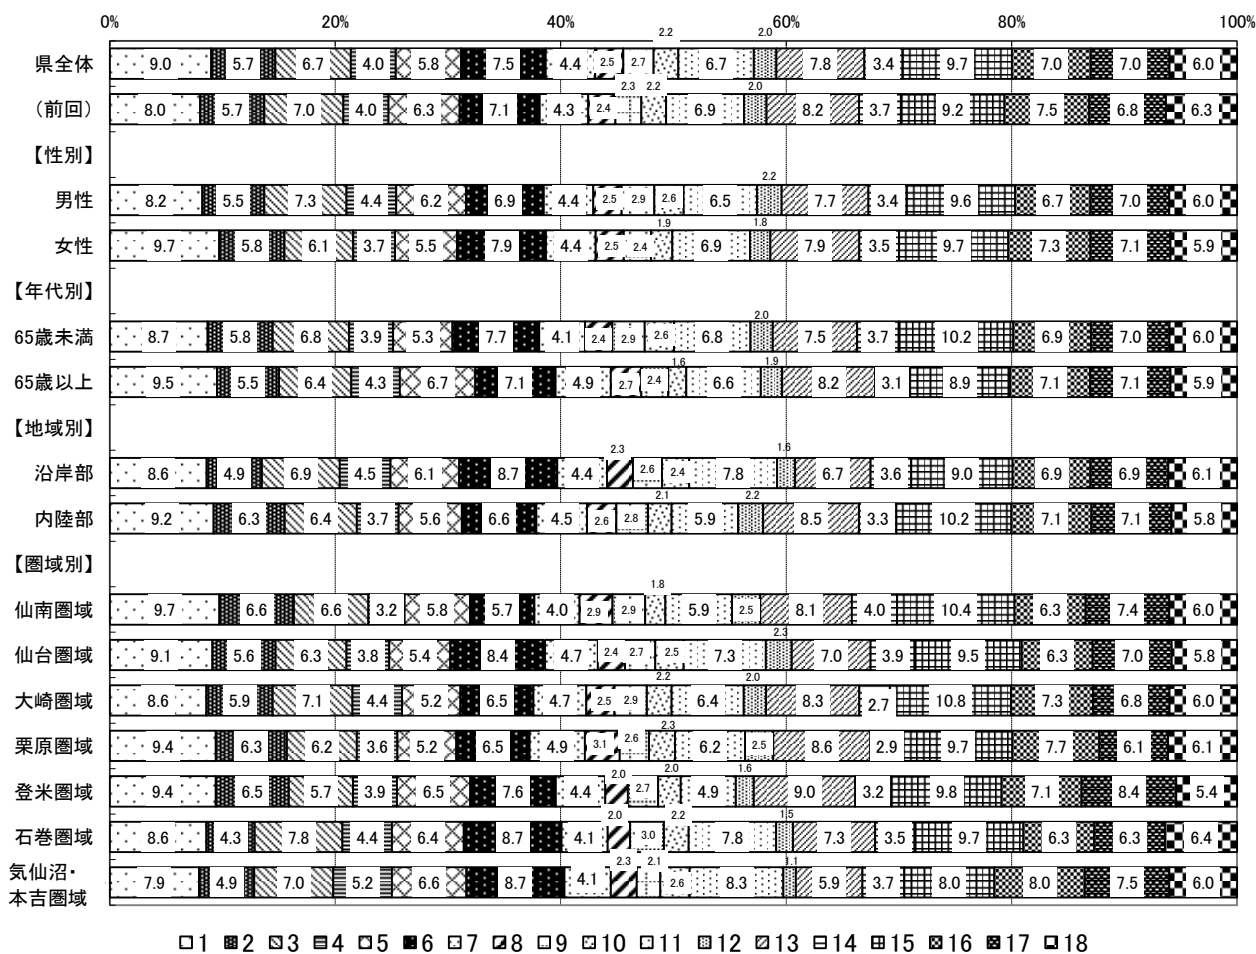 0% 20% 40% 60% 80% 100%
2.2 2.0
県全体 9.0 5.7 6.7 4.0 5.8 7.5 4.4 2.5 2.7 6.7 7.8 3.4 9.7 7.0 7.0 6.0
2.3 2.2 2.0
(前回) 8.0 5.7 7.0 4.0 6.3 7.1 4.3 2.4 6.9 8.2 3.7 9.2 7.5 6.8 6.3
【性別】
2.2
男性 8.2 5.5 7.3 4.4 6.2 6.9 4.4 2.5 2.9 2.6 6.5 7.7 3.4 9.6 6.7 7.0 6.0
1.9 1.8
女性 9.7 5.8 6.1 3.7 5.5 7.9 4.4 2.5 2.4 6.9 7.9 3.5 9.7 7.3 7.1 5.9
【年代別】
2.0
65歳未満 8.7 5.8 6.8 3.9 5.3 7.7 4.1 2.4 2.9 2.6 6.8 7.5 3.7 10.2 6.9 7.0 6.0
1.6 1.9
65歳以上 9.5 5.5 6.4 4.3 6.7 7.1 4.9 2.7 2.4 6.6 8.2 3.1 8.9 7.1 7.1 5.9
【地域別】
2.3 1.6
沿岸部 8.6 4.9 6.9 4.5 6.1 8.7 4.4 2.6 2.4 7.8 6.7 3.6 9.0 6.9 6.9 6.1
2.1 2.2
内陸部 9.2 6.3 6.4 3.7 5.6 6.6 4.5 2.6 2.8 5.9 8.5 3.3 10.2 7.1 7.1 5.8
【圏域別】
1.8
仙南圏域 9.7 6.6 6.6 3.2 5.8 5.7 4.0 2.9 2.9 5.9 2.5 8.1 4.0 10.4 6.3 7.4 6.0
2.3
仙台圏域 9.1 5.6 6.3 3.8 5.4 8.4 4.7 2.4 2.7 2.5 7.3 7.0 3.9 9.5 6.3 7.0 5.8
2.2 2.0
大崎圏域 8.6 5.9 7.1 4.4 5.2 6.5 4.7 2.5 2.9 6.4 8.3 2.7 10.8 7.3 6.8 6.0
2.3
栗原圏域 9.4 6.3 6.2 3.6 5.2 6.5 4.9 3.1 2.6 6.2 2.5 8.6 2.9 9.7 7.7 6.1 6.1
2.0 2.0 1.6
登米圏域 9.4 6.5 5.7 3.9 6.5 7.6 4.4 2.7 4.9 9.0 3.2 9.8 7.1 8.4 5.4
2.0 2.2 1.5
石巻圏域 8.6 4.3 7.8 4.4 6.4 8.7 4.1 3.0 7.8 7.3 3.5 9.7 6.3 6.3 6.4
2.3 2.1 1.1
気仙沼・
本吉圏域 7.9 4.9 7.0 5.2 6.6 8.7 4.1 2.6 8.3 5.9 3.7 8.0 8.0 7.5 6.0
1 2 3 4 5 6 7 8 9 10 11 12 13 14 15 16 17 18